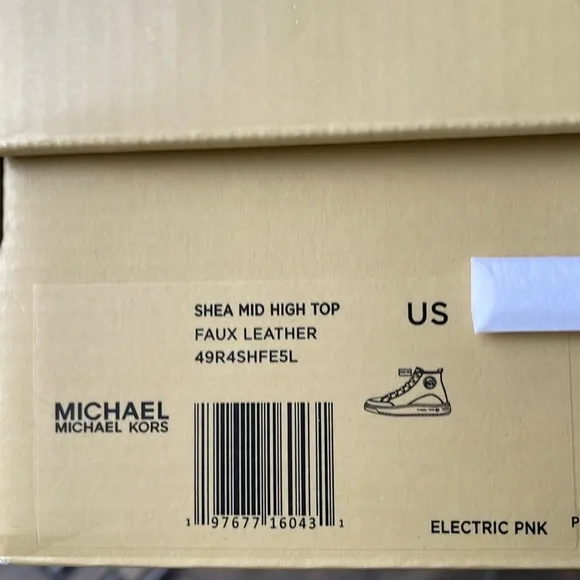 SHEA MID HIGH TOP
FAUX LEATHER
49R4SHFE5L
US
MICHAEL
MICHAEL KORS
1 97677 16043 1
ELECTRIC PNK
P